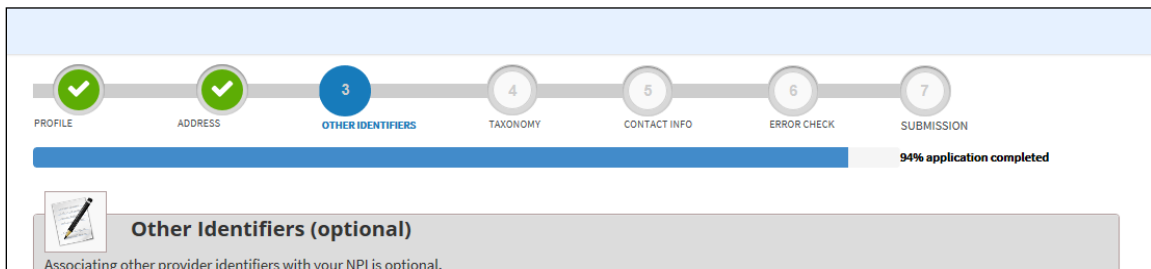 3
4
5
6
7
PROFILE
ADDRESS
OTHER IDENTIFIERS
TAXONOMY
CONTACT INFO
ERROR CHECK
SUBMISSION
94% application completed
Other Identifiers (optional)
Associating other provider identifiers with your NPI is optional.